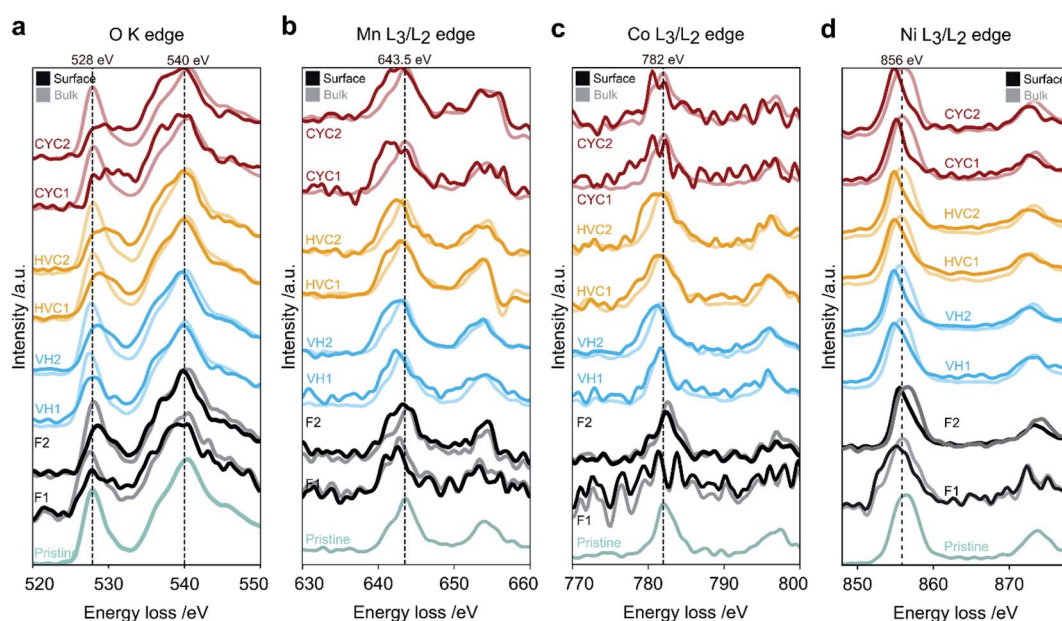 a
O K edge
528 eV
540 eV
Surface
Bulk
CYC2
CYC1
HVC2
HVC1
VH2
VH1
F2
F1
Pristine
Intensity /a.u.
520
530
540
550
Energy loss /eV
b
Mn L3/L2 edge
643.5 eV
Surface
Bulk
CYC2
CYC1
HVC2
HVC1
VH2
VH1
F2
F1
Pristine
Intensity /a.u.
630
640
650
660
Energy loss /eV
c
Co L3/L2 edge
782 eV
Surface
Bulk
CYC2
CYC1
HVC2
HVC1
VH2
VH1
F2
F1
Pristine
Intensity /a.u.
770
780
790
800
Energy loss /eV
d
Ni L3/L2 edge
856 eV
Surface
Bulk
CYC2
CYC1
HVC2
HVC1
VH2
VH1
F2
F1
Pristine
Intensity /a.u.
850
860
870
Energy loss /eV